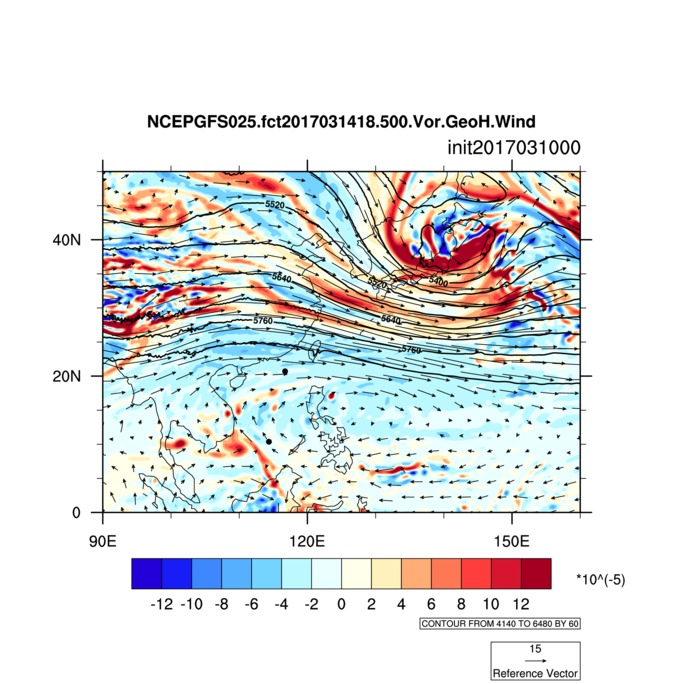 NCEPGFS025.fct2017031418.500.Vor.GeoH.Wind
init2017031000
5520
40N
5640
5520
5400
5760
5640
5760
20N
0
90E 120E 150E
-12 -10 -8 -6 -4 -2 0 2 4 6 8 10 12
*10^(-5)
CONTOUR FROM 4140 TO 6480 BY 60
15
Reference Vector